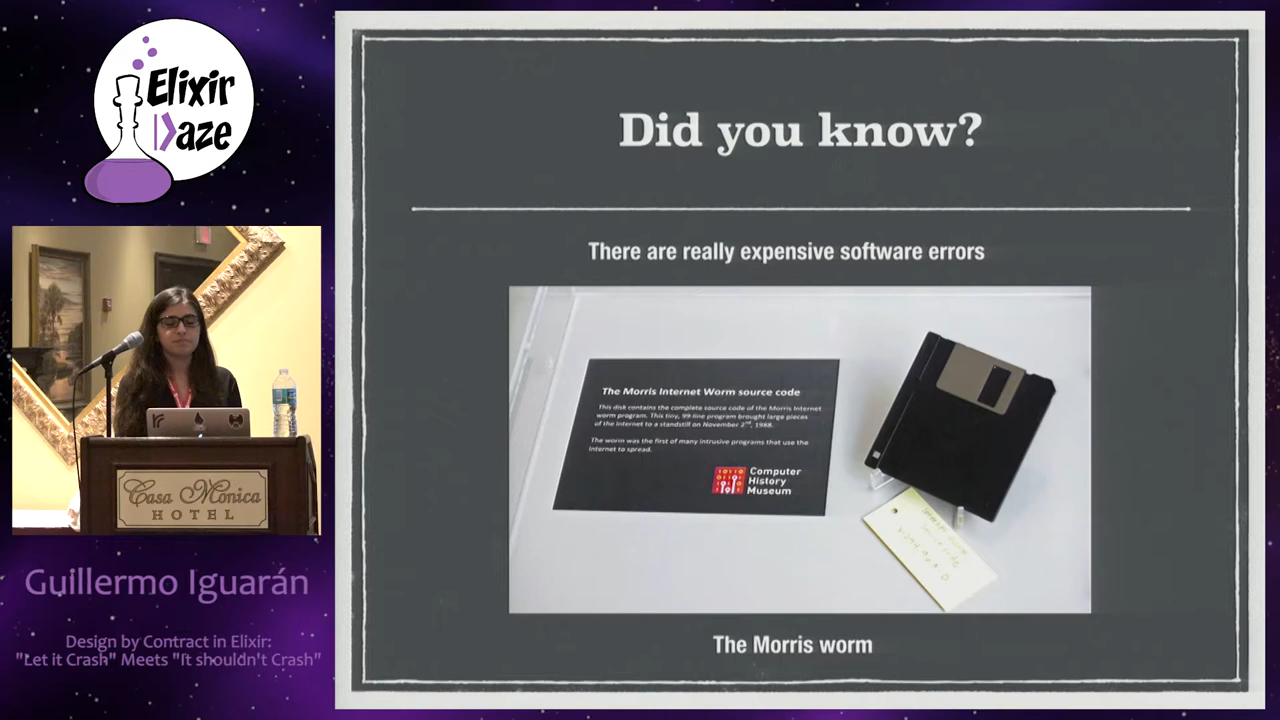 Elixir
Daze
Did you know?
There are really expensive software errors
The Morris Internet Worm source code
This disk contains the complete source code of the Morris Internet
worm program. This tiny, 99-line program brought large pieces
of the Internet to a standstill on November 2nd, 1988.
The worm was the first of many intrusive programs that use the
Internet to spread.
Computer
History
Museum
The Morris worm
Casa Monica
HOTEL
Guillermo Iguarán
Design by Contract in Elixir:
"Let it Crash" Meets "It shouldn't Crash"